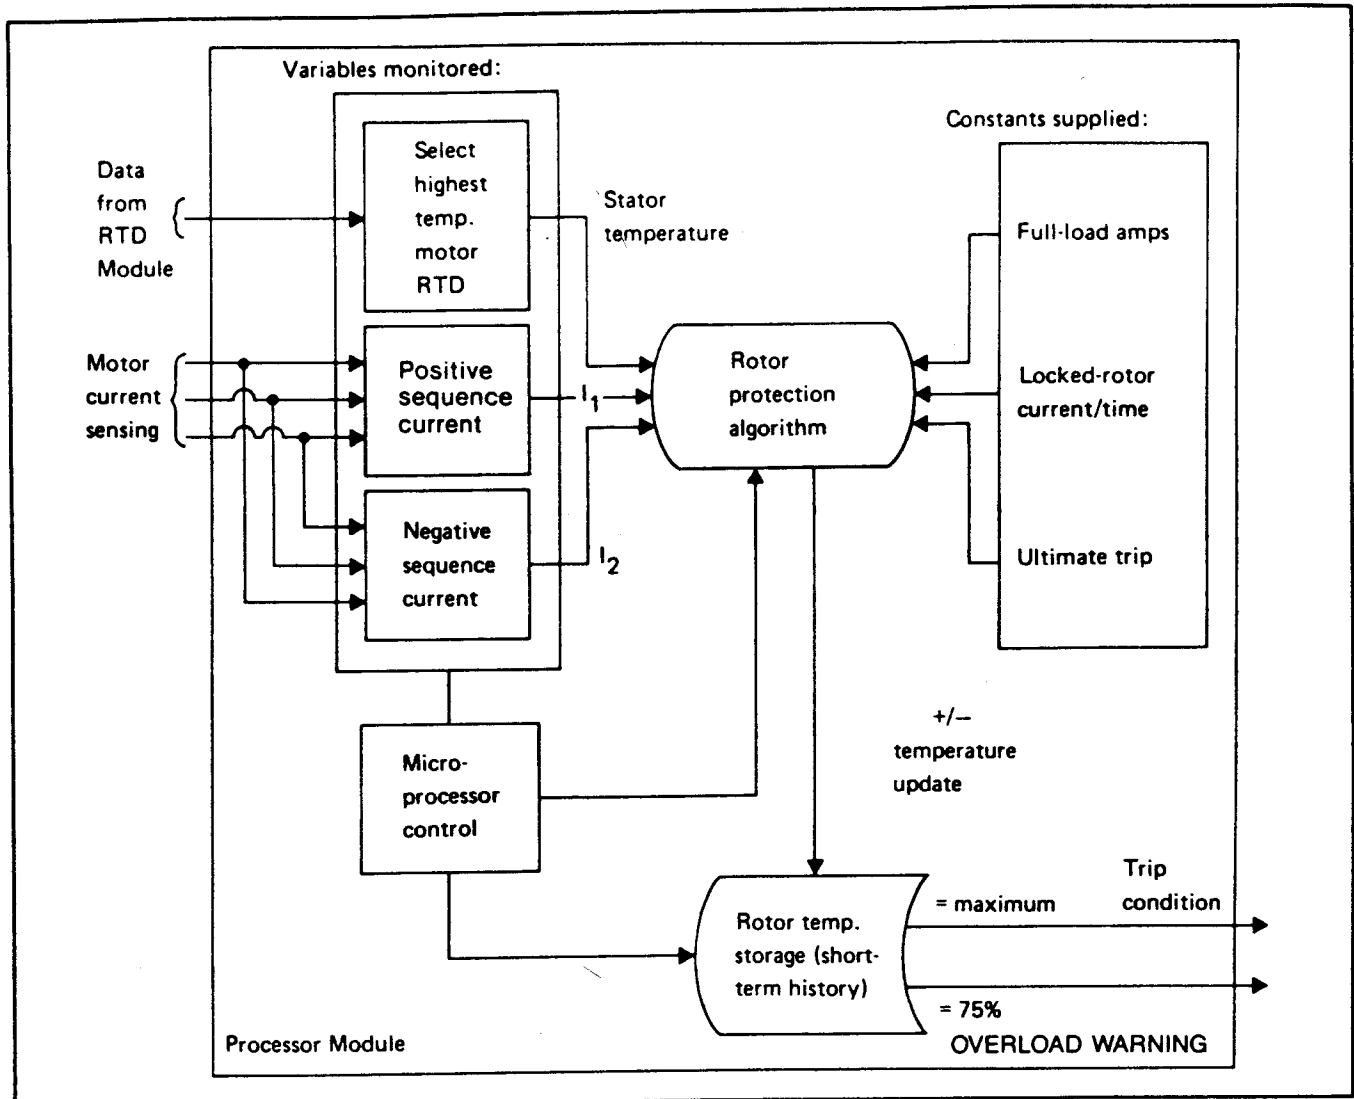 Variables monitored:
Constants supplied:
Data
from
RTD
Module
Select
highest
temp.
motor
RTD
Stator
temperature
Full-load amps
Motor
current
sensing
Positive
sequence
current
I1
Rotor
protection
algorithm
Locked-rotor
current/time
Negative
sequence
current
I2
Ultimate trip
Micro-
processor
control
+/−
temperature
update
Rotor temp.
storage (short-
term history)
= maximum
Trip
condition
= 75%
Processor Module
OVERLOAD WARNING